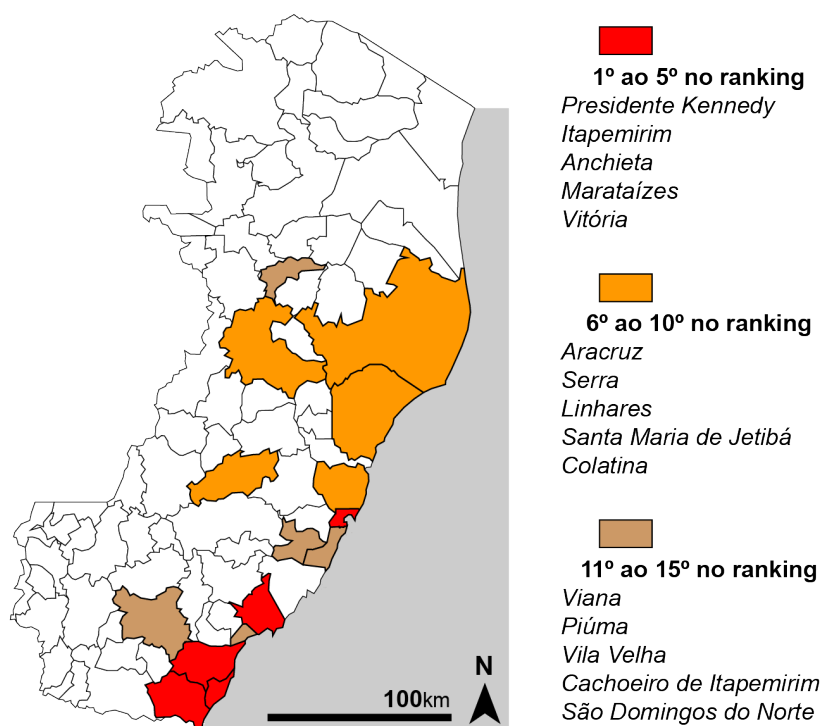 1º ao 5º no ranking
Presidente Kennedy
Itapemirim
Anchieta
Marataízes
Vitória
6º ao 10º no ranking
Aracruz
Serra
Linhares
Santa Maria de Jetibá
Colatina
11º ao 15º no ranking
Viana
Piúma
Vila Velha
Cachoeiro de Itapemirim
São Domingos do Norte
N
100km